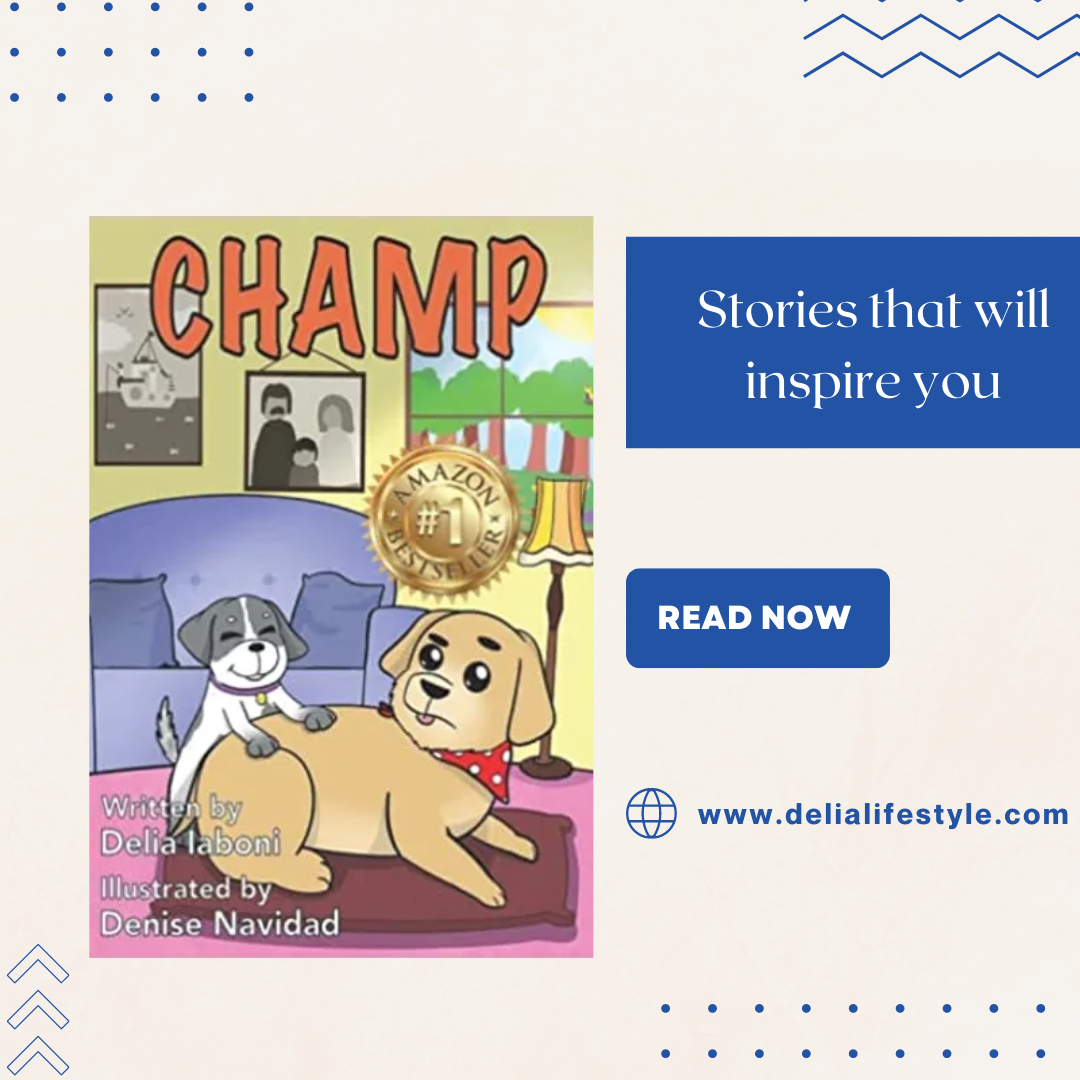 CHAMP
AMAZON
#1
BESTSELLER
Written by
Delia Iaboni
Illustrated by
Denise Navidad
Stories that will
inspire you
READ NOW
www.delialifestyle.com